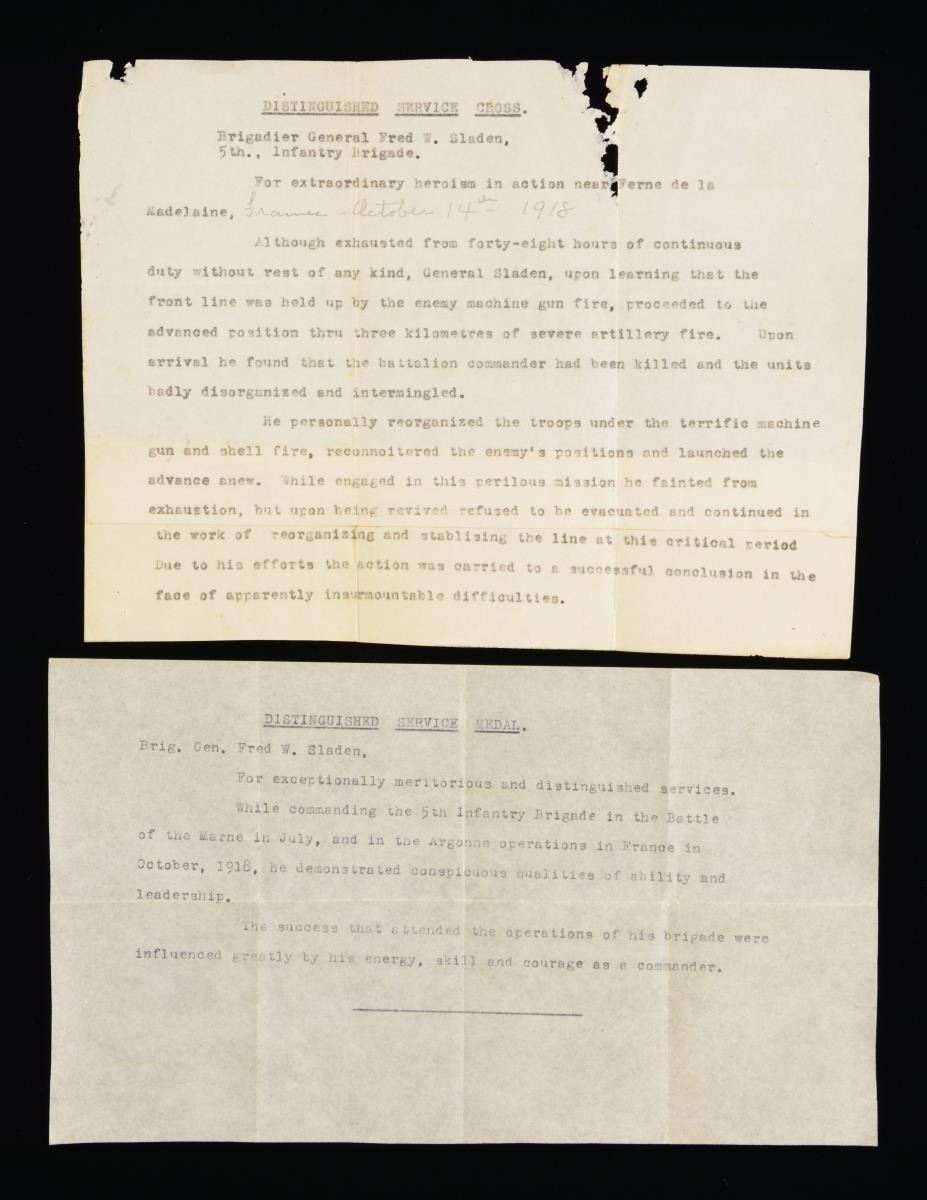 DISTINGUISHED SERVICE CROSS.
Brigadier General Fred W. Sladen,
5th., Infantry Brigade.
For extraordinary heroism in action near Ferne de la
Madelaine, France - October 14th 1918
Although exhausted from forty-eight hours of continuous
duty without rest of any kind, General Sladen, upon learning that the
front line was held up by the enemy machine gun fire, proceeded to the
advanced position thru three kilometres of severe artillery fire. Upon
arrival he found that the battalion commander had been killed and the units
badly disorganized and intermingled.
He personally reorganized the troops under the terrific machine
gun and shell fire, reconnoitered the enemy's positions and launched the
advance anew. While engaged in this perilous mission he fainted from
exhaustion, but upon being revived refused to be evacuated and continued in
the work of reorganizing and stablising the line at this critical period
Due to his efforts the action was carried to a successful conclusion in the
face of apparently insurmountable difficulties.
DISTINGUISHED SERVICE MEDAL.
Brig. Gen. Fred W. Sladen,
For exceptionally meritorious and distinguished services.
While commanding the 5th Infantry Brigade in the Battle
of the Marne in July, and in the Argonne operations in France in
October, 1918, he demonstrated conspicuous qualities of ability and
leadership.
The success that attended the operations of his brigade were
influenced greatly by his energy, skill and courage as a commander.